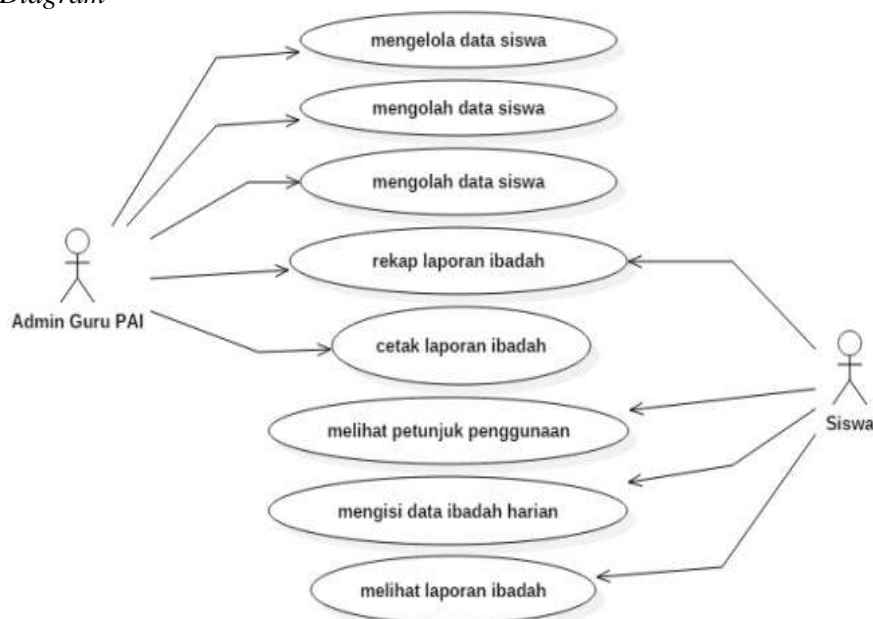 Diagram
mengelola data siswa
mengolah data siswa
mengolah data siswa
rekap laporan ibadah
Admin Guru PAI
cetak laporan ibadah
Siswa
melihat petunjuk penggunaan
mengisi data ibadah harian
melihat laporan ibadah